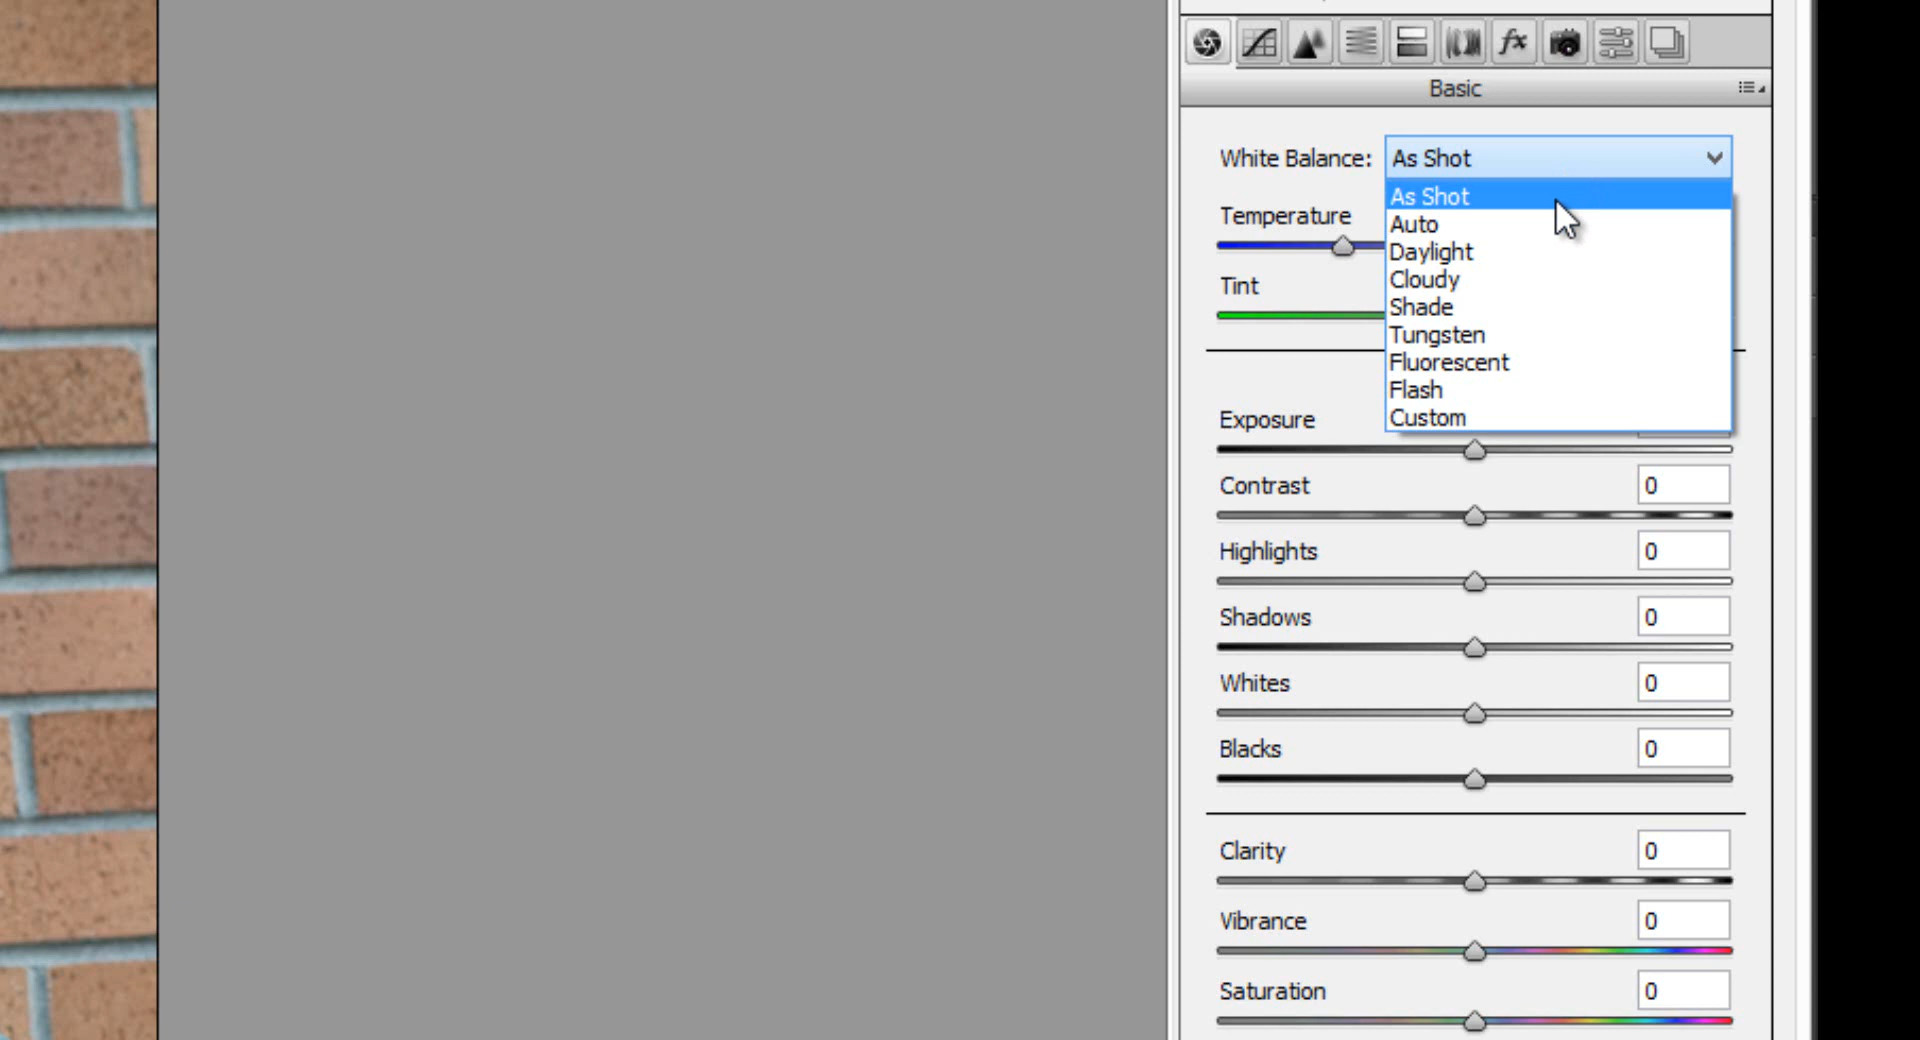 fx
Basic
White Balance: As Shot
As Shot
Auto
Daylight
Cloudy
Shade
Tungsten
Fluorescent
Flash
Custom
Temperature
Tint
Exposure
Contrast 0
Highlights 0
Shadows 0
Whites 0
Blacks 0
Clarity 0
Vibrance 0
Saturation 0